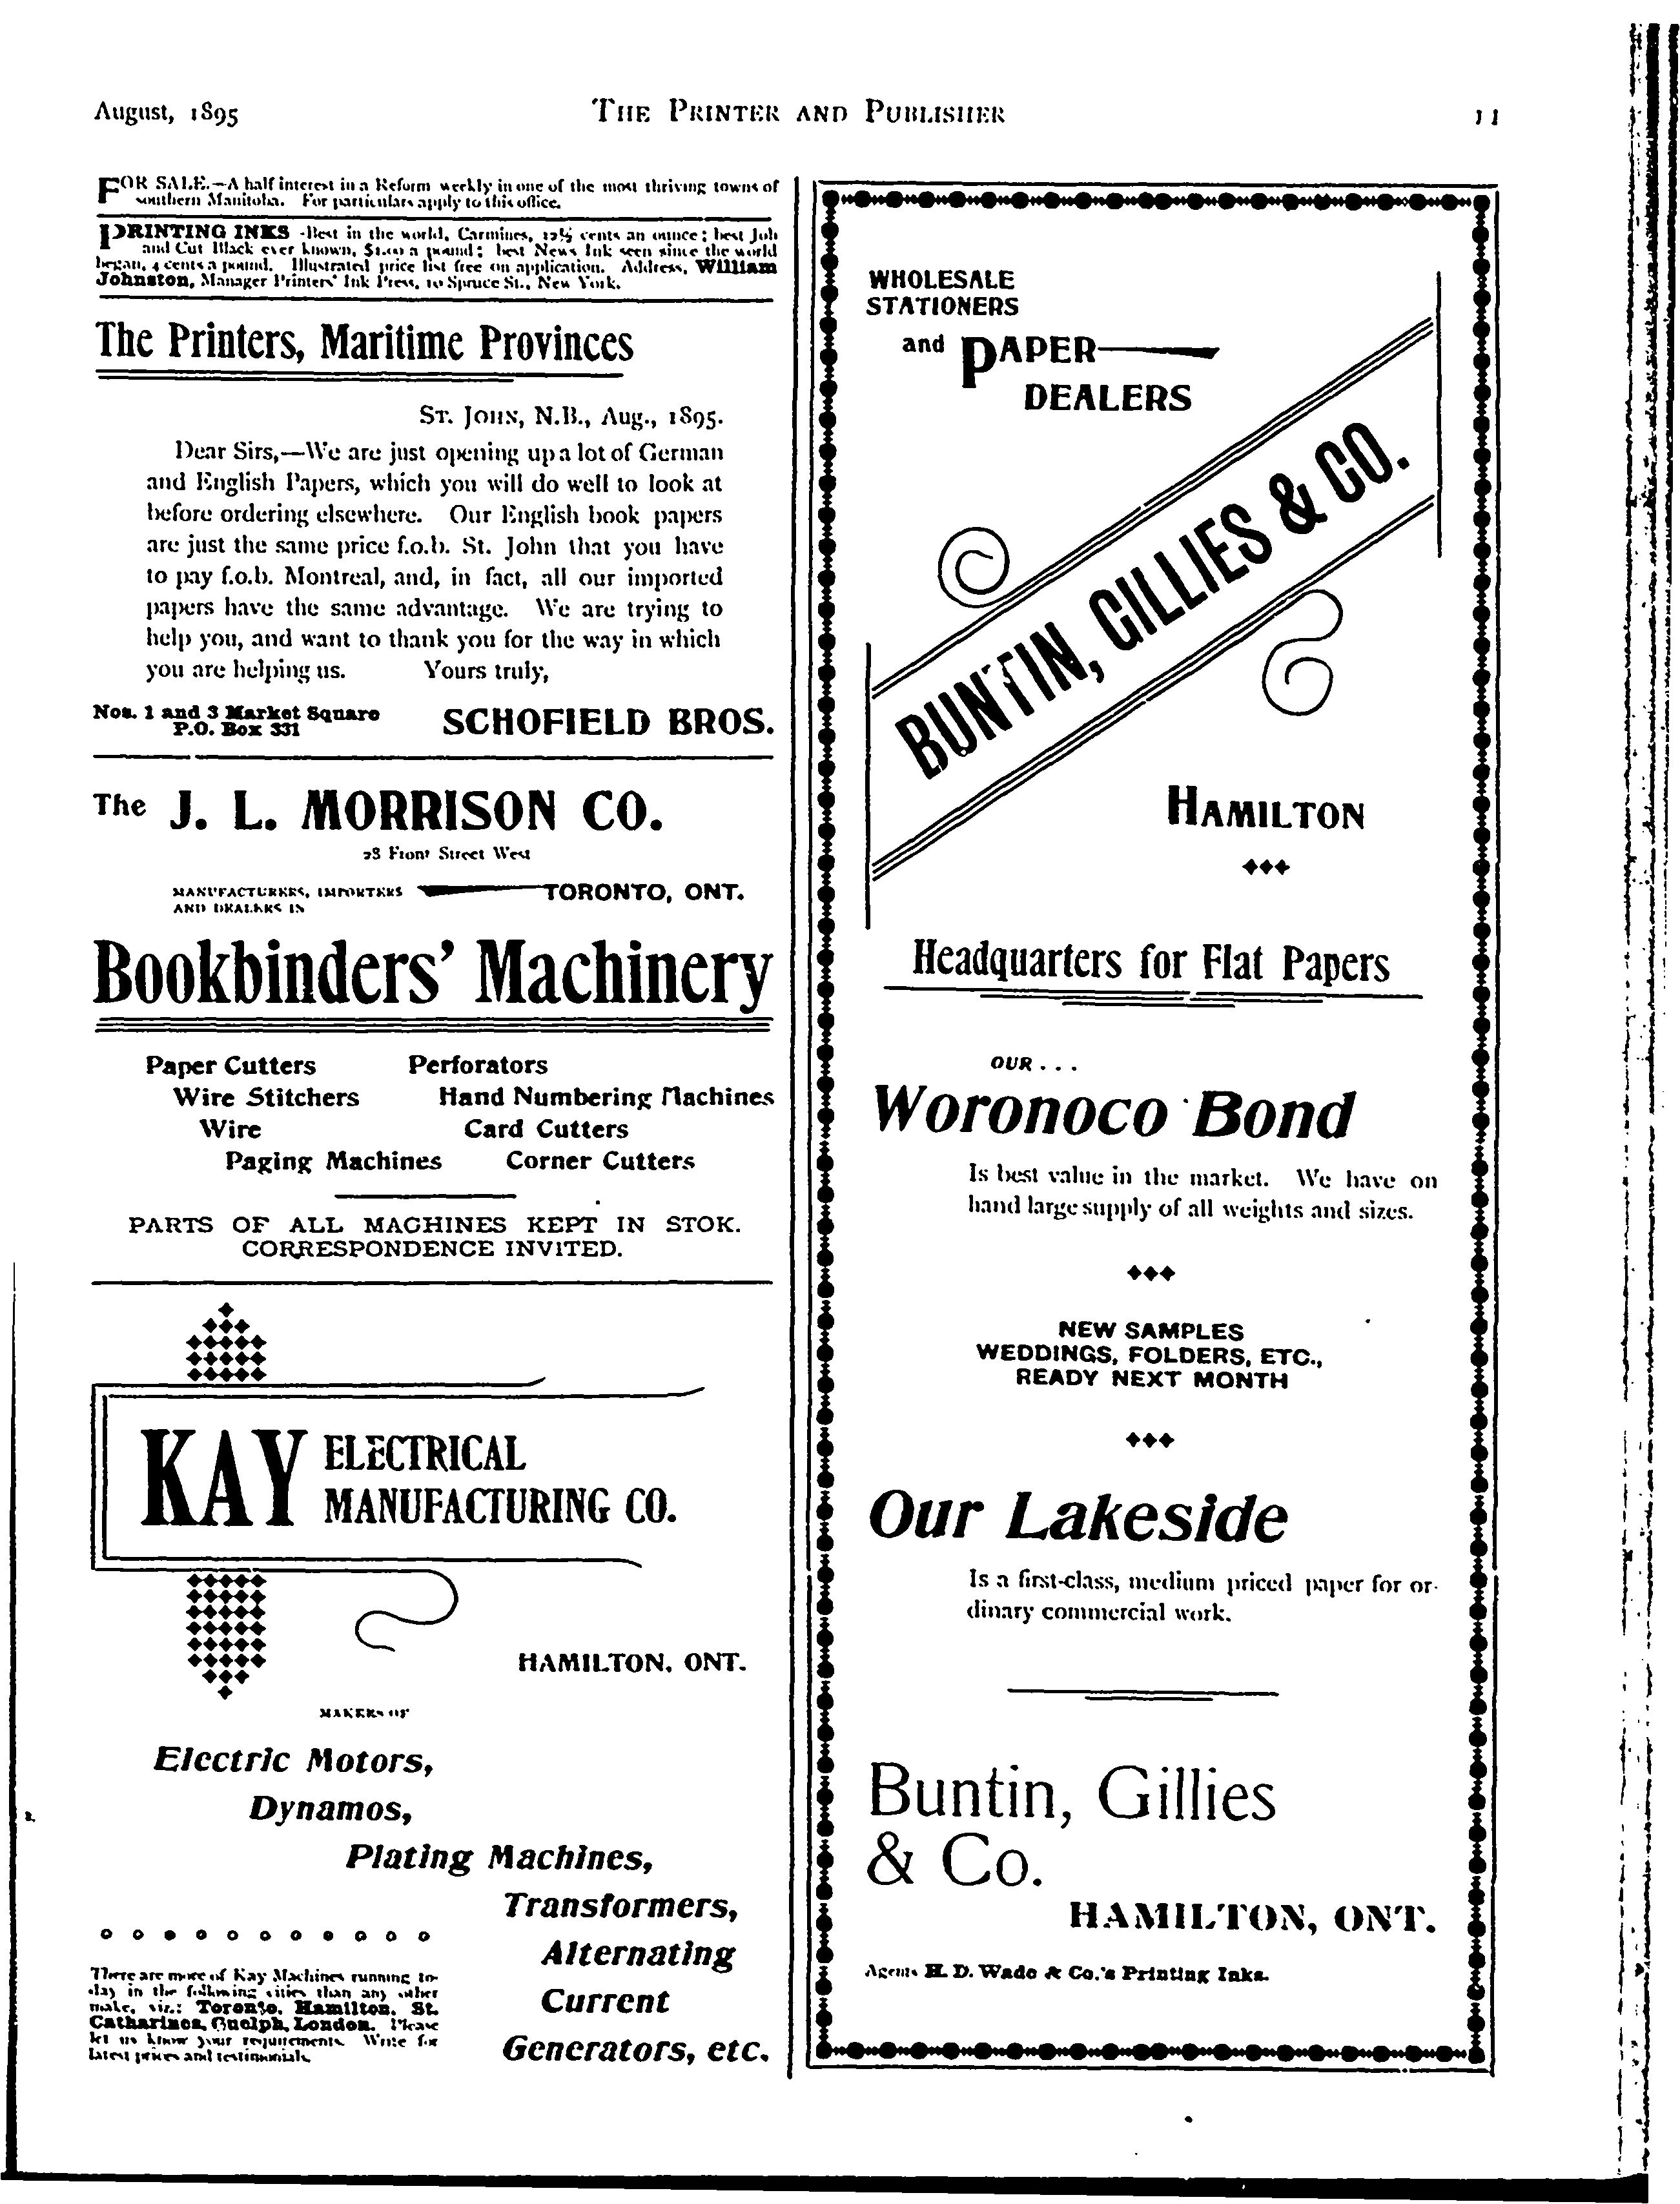 August, 1895
THE PRINTER AND PUBLISHER
11
FOR SALE.—A half interest in a Reform weekly in one of the most thriving towns of
southern Manitoba. For particulars apply to this office.
PRINTING INKS -Best in the world, Carmines, 12½ cents an ounce; best Job
and Cut Black ever known, $1.00 a pound; best News Ink seen since the world
began, 4 cents a pound. Illustrated price list free on application. Address, William
Johnston, Manager Printers' Ink Press, 10 Spruce St., New York.
The Printers, Maritime Provinces
ST. JOHN, N.B., Aug., 1895.
Dear Sirs,—We are just opening up a lot of German
and English Papers, which you will do well to look at
before ordering elsewhere. Our English book papers
are just the same price f.o.b. St. John that you have
to pay f.o.b. Montreal, and, in fact, all our imported
papers have the same advantage. We are trying to
help you, and want to thank you for the way in which
you are helping us. Yours truly,
Nos. 1 and 3 Market Square
P.O. Box 331
SCHOFIELD BROS.
The J. L. MORRISON CO.
28 Front Street West
MANUFACTURERS, IMPORTERS
AND DEALERS IN
TORONTO, ONT.
Bookbinders' Machinery
Paper Cutters
Wire Stitchers
Wire
Paging Machines
Perforators
Hand Numbering Machines
Card Cutters
Corner Cutters
PARTS OF ALL MACHINES KEPT IN STOK.
CORRESPONDENCE INVITED.
KAY ELECTRICAL
MANUFACTURING CO.
HAMILTON, ONT.
MAKERS OF
Electric Motors,
Dynamos,
Plating Machines,
Transformers,
Alternating
Current
Generators, etc.
There are more of Kay Machines running to-
day in the following cities than any other
make, viz.: Toronto, Hamilton, St.
Catharines, Guelph, London. Please
let us know your requirements. Write for
latest prices and testimonials.
WHOLESALE
STATIONERS
and PAPER
DEALERS
BUNTIN, GILLIES & CO.
HAMILTON
Headquarters for Flat Papers
OUR . . .
Woronoco Bond
Is best value in the market. We have on
hand large supply of all weights and sizes.
NEW SAMPLES
WEDDINGS, FOLDERS, ETC.,
READY NEXT MONTH
Our Lakeside
Is a first-class, medium priced paper for or-
dinary commercial work.
Buntin, Gillies
& Co.
HAMILTON, ONT.
Agents H. D. Wade & Co.'s Printing Inks.